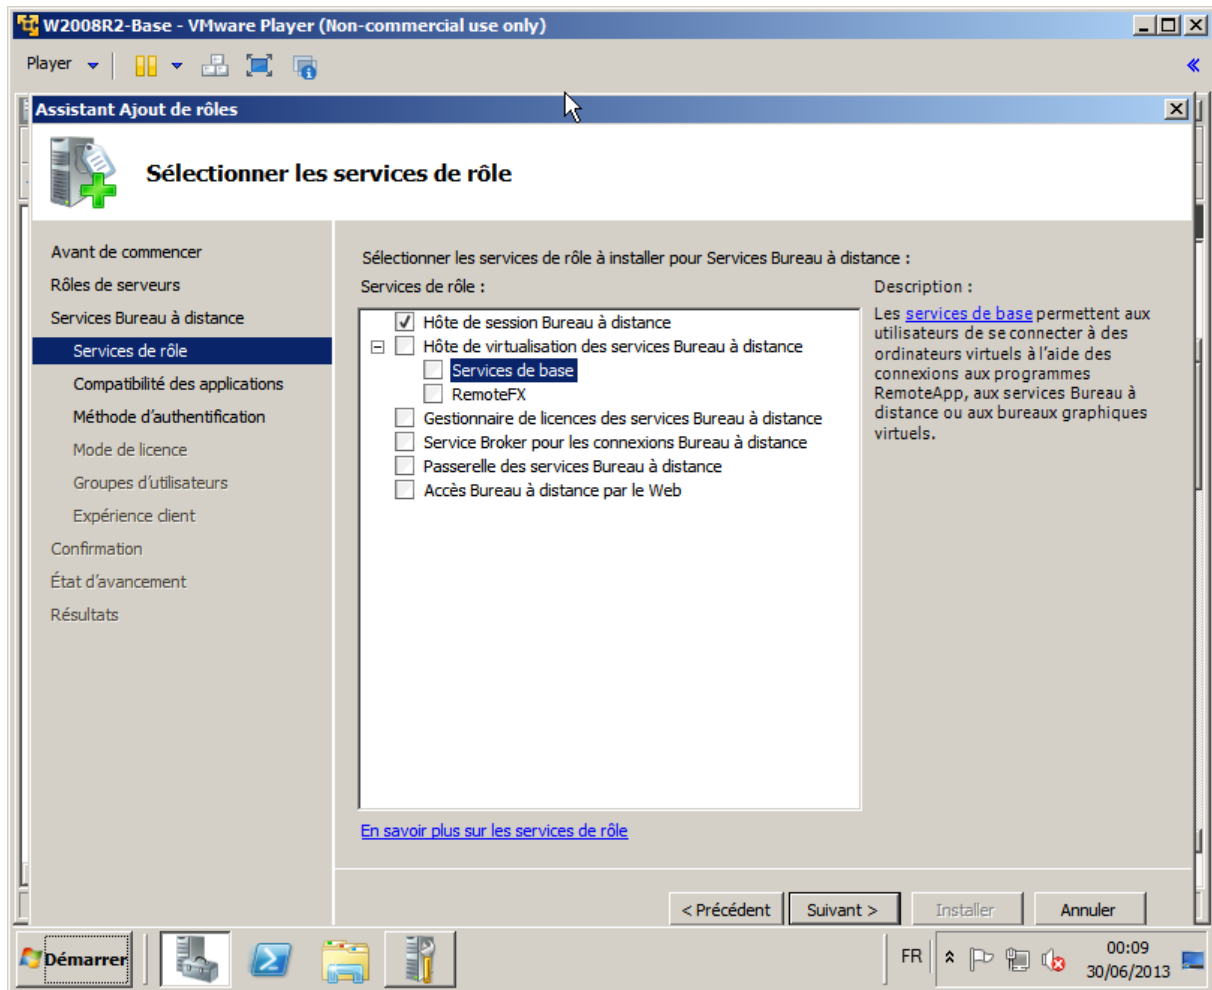 W2008R2-Base - VMware Player (Non-commercial use only)
Player
Assistant Ajout de rôles
Sélectionner les services de rôle
Avant de commencer
Rôles de serveurs
Services Bureau à distance
Services de rôle
Compatibilité des applications
Méthode d'authentification
Mode de licence
Groupes d'utilisateurs
Expérience client
Confirmation
État d'avancement
Résultats
Sélectionner les services de rôle à installer pour Services Bureau à distance :
Services de rôle :
Hôte de session Bureau à distance
Hôte de virtualisation des services Bureau à distance
Services de base
RemoteFX
Gestionnaire de licences des services Bureau à distance
Service Broker pour les connexions Bureau à distance
Passerelle des services Bureau à distance
Accès Bureau à distance par le Web
Description :
Les services de base permettent aux
utilisateurs de se connecter à des
ordinateurs virtuels à l'aide des
connexions aux programmes
RemoteApp, aux services Bureau à
distance ou aux bureaux graphiques
virtuels.
En savoir plus sur les services de rôle
< Précédent
Suivant >
Installer
Annuler
Démarrer
FR
00:09
30/06/2013